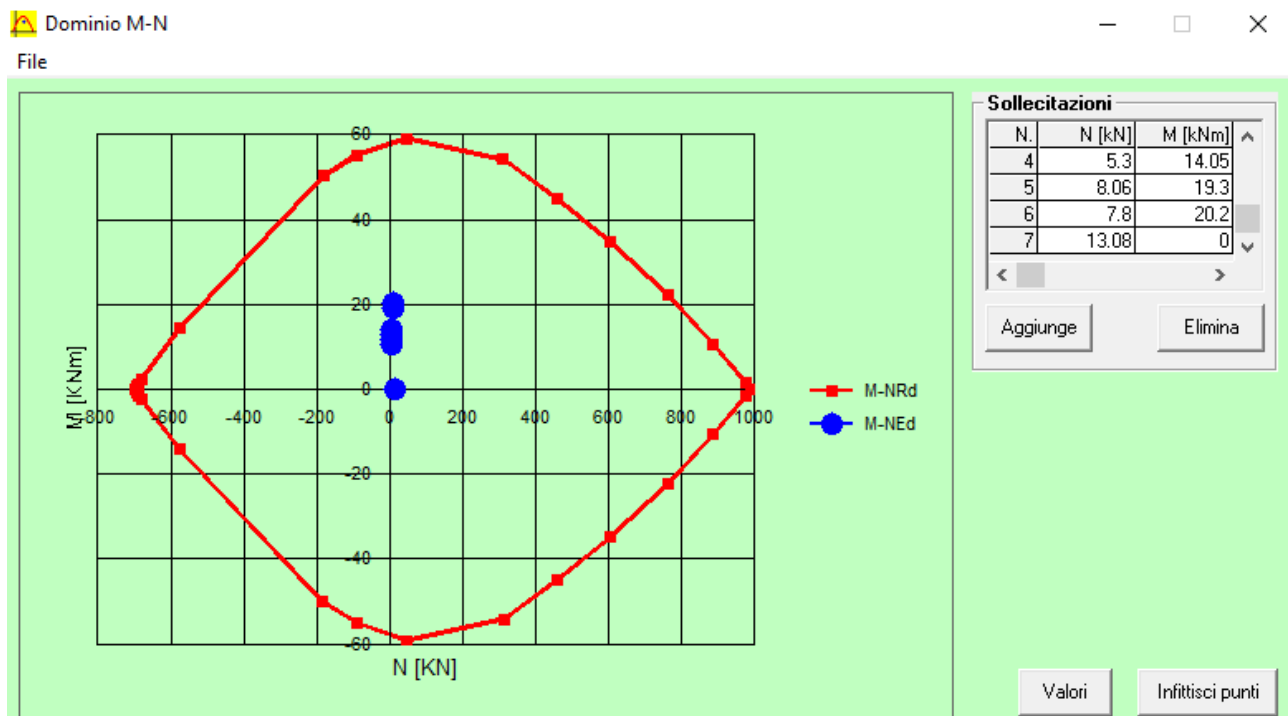 Dominio M-N
File
60
40
20
0
-20
-40
-60
-800
-600
-400
-200
0
200
400
600
800
1000
M [KNm]
N [KN]
M-NRd
M-NEd
Sollecitazioni
N. N [kN] M [kNm]
4 5.3 14.05
5 8.06 19.3
6 7.8 20.2
7 13.08 0
Aggiunge
Elimina
Valori
Infittisci punti